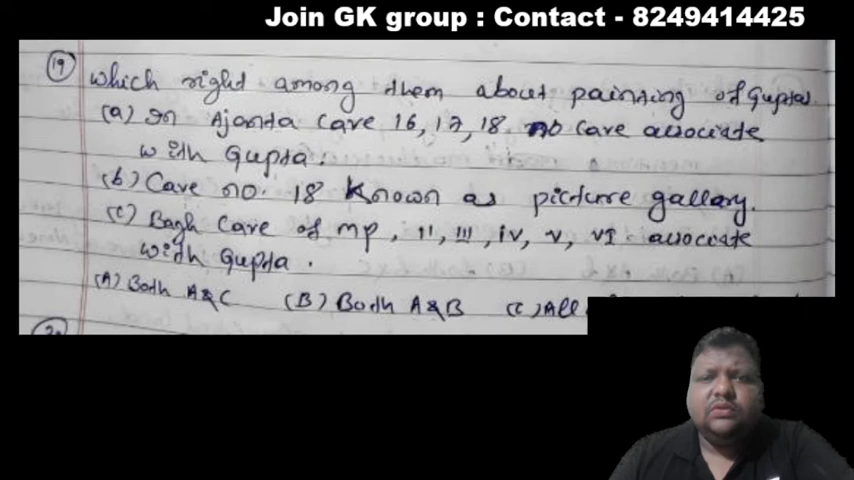 Join GK group : Contact - 8249414425
19 which right among them about painting of Gupta
(a) In Ajanta Cave 16, 17, 18 no Cave associate
with Gupta.
(b) Cave no. 18 Known as picture gallary.
(c) Bagh Cave of mp, II, III, iv, v, vI associate
with Gupta.
(A) Both A&C (B) Both A&B (C) All